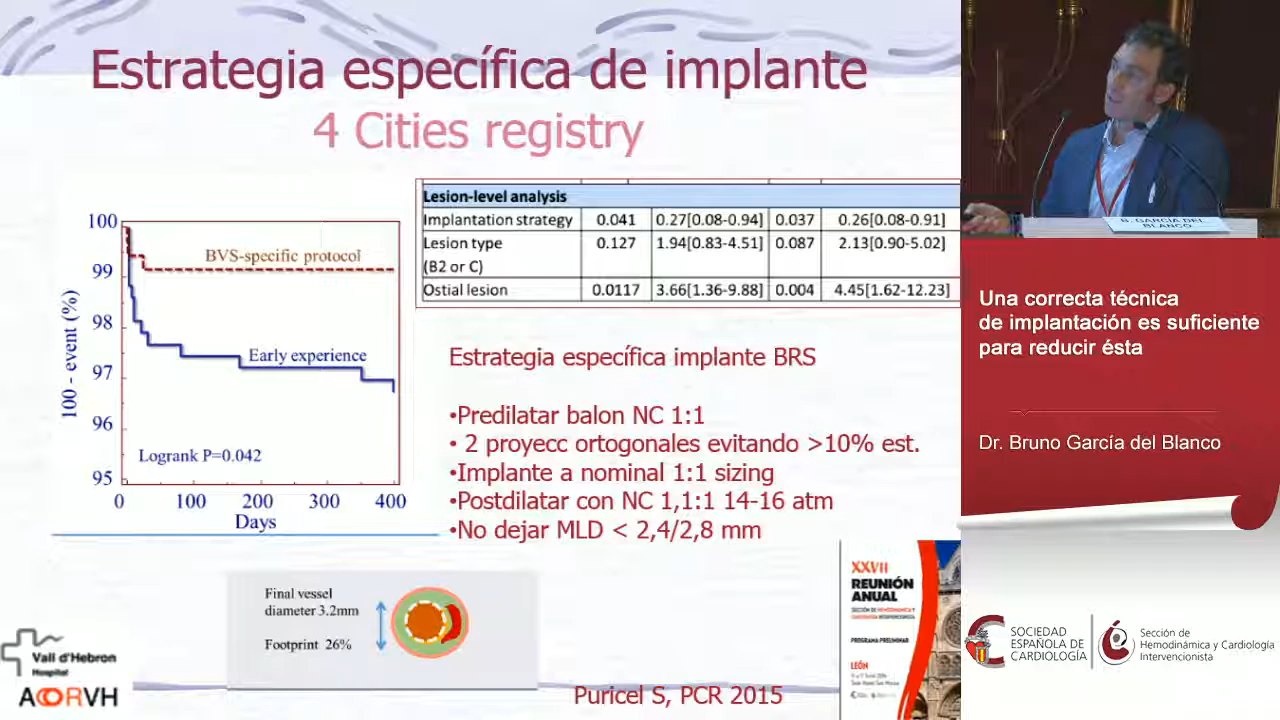 Estrategia específica de implante
4 Cities registry
100
99
98
97
96
95
100 - event (%)
BVS-specific protocol
Early experience
Logrank P=0.042
0 100 200 300 400
Days
Lesion-level analysis
Implantation strategy 0.041 0.27[0.08-0.94] 0.037 0.26[0.08-0.91]
Lesion type 0.127 1.94[0.83-4.51] 0.087 2.13[0.90-5.02]
(B2 or C)
Ostial lesion 0.0117 3.66[1.36-9.88] 0.004 4.45[1.62-12.23]
Estrategia específica implante BRS
•Predilatar balon NC 1:1
• 2 proyecc ortogonales evitando >10% est.
•Implante a nominal 1:1 sizing
•Postdilatar con NC 1,1:1 14-16 atm
•No dejar MLD < 2,4/2,8 mm
Final vessel
diameter 3.2mm
Footprint 26%
Vall d'Hebron
Hospital
ACORVH
Puricel S, PCR 2015
XXVII
REUNIÓN
ANUAL
SECCIÓN DE HEMODINÁMICA Y
CARDIOLOGÍA INTERVENCIONISTA
PROGRAMA PRELIMINAR
LEÓN
B. GARCÍA DEL
BLANCO
Una correcta técnica
de implantación es suficiente
para reducir ésta
Dr. Bruno García del Blanco
SOCIEDAD
ESPAÑOLA DE
CARDIOLOGÍA
Sección de
Hemodinámica y Cardiología
Intervencionista